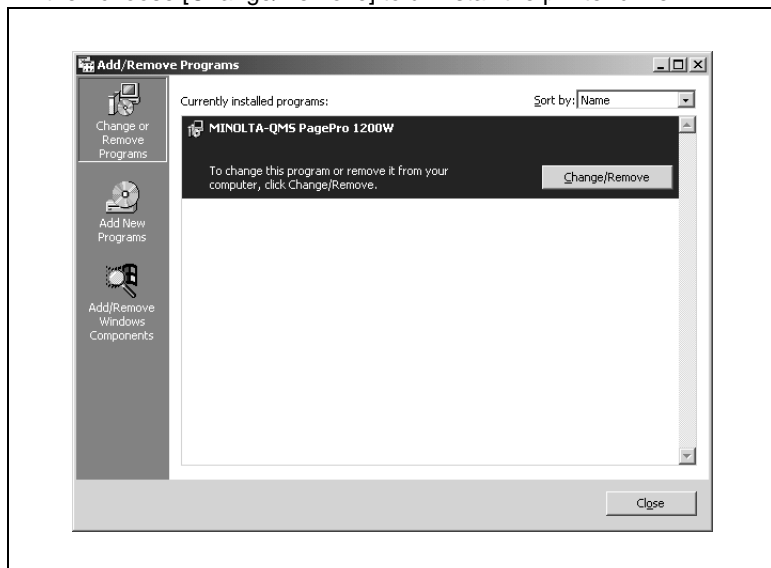 Add/Remove Programs
Currently installed programs:
Sort by: Name
Change or
Remove
Programs
MINOLTA-QMS PagePro 1200W
To change this program or remove it from your
computer, click Change/Remove.
Change/Remove
Add New
Programs
Add/Remove
Windows
Components
Close